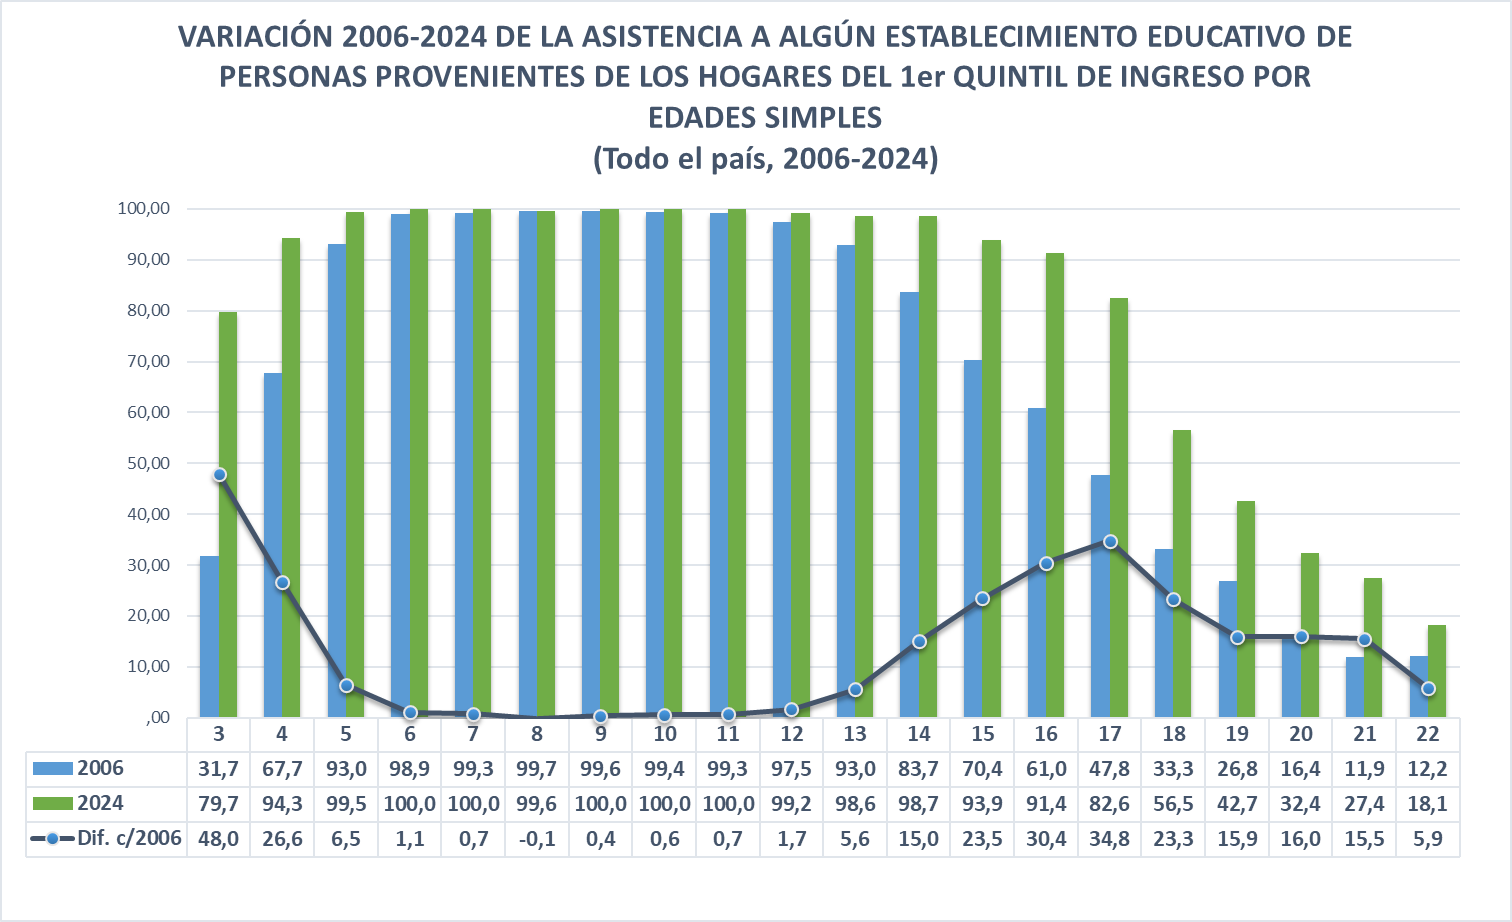 VARIACIÓN 2006-2024 DE LA ASISTENCIA A ALGÚN ESTABLECIMIENTO EDUCATIVO DE
PERSONAS PROVENIENTES DE LOS HOGARES DEL 1er QUINTIL DE INGRESO POR
EDADES SIMPLES
(Todo el país, 2006-2024)
100,00
90,00
80,00
70,00
60,00
50,00
40,00
30,00
20,00
10,00
,00
3 4 5 6 7 8 9 10 11 12 13 14 15 16 17 18 19 20 21 22
2006 31,7 67,7 93,0 98,9 99,3 99,7 99,6 99,4 99,3 97,5 93,0 83,7 70,4 61,0 47,8 33,3 26,8 16,4 11,9 12,2
2024 79,7 94,3 99,5 100,0 100,0 99,6 100,0 100,0 100,0 99,2 98,6 98,7 93,9 91,4 82,6 56,5 42,7 32,4 27,4 18,1
Dif. c/2006 48,0 26,6 6,5 1,1 0,7 -0,1 0,4 0,6 0,7 1,7 5,6 15,0 23,5 30,4 34,8 23,3 15,9 16,0 15,5 5,9